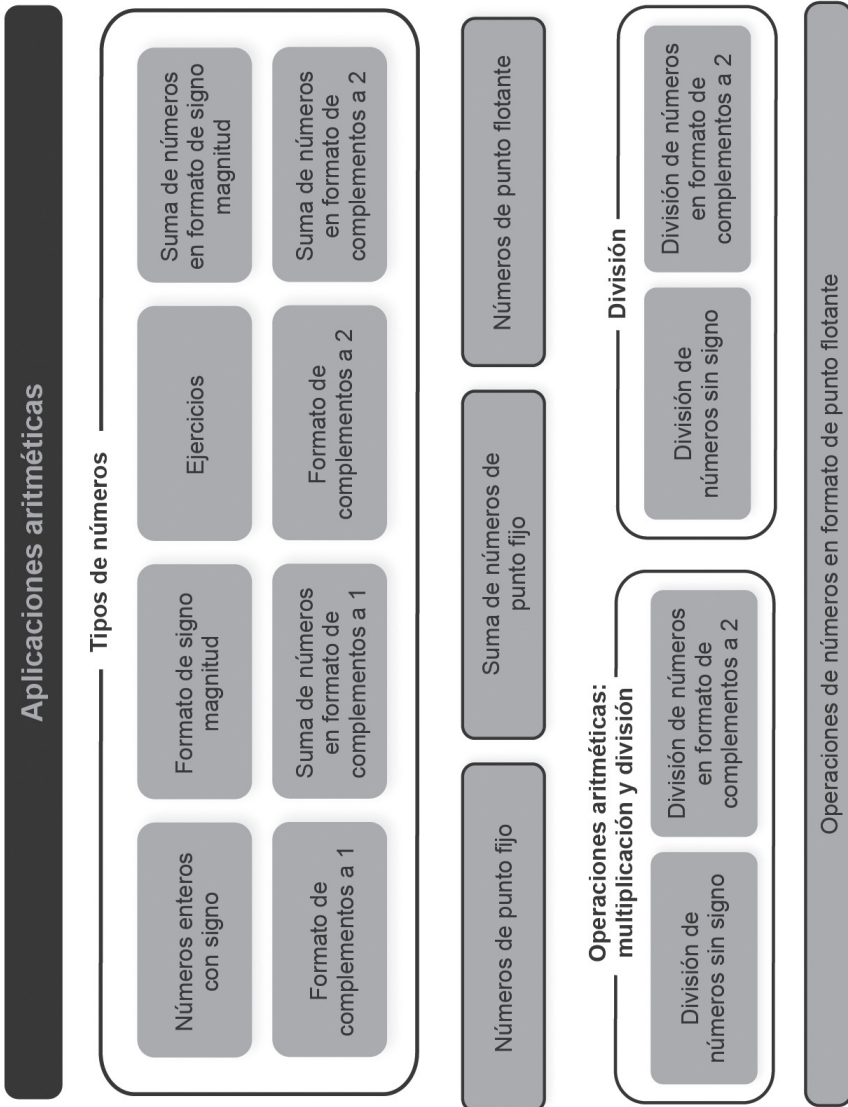 Aplicaciones aritméticas
Tipos de números
Números enteros
con signo
Formato de signo
magnitud
Ejercicios
Suma de números
en formato de signo
magnitud
Formato de
complementos a 1
Suma de números
en formato de
complementos a 1
Formato de
complementos a 2
Suma de números
en formato de
complementos a 2
Números de punto fijo
Suma de números de
punto fijo
Números de punto flotante
Operaciones aritméticas:
multiplicación y división
División de
números sin signo
División de números
en formato de
complementos a 2
División
División de
números sin signo
División de números
en formato de
complementos a 2
Operaciones de números en formato de punto flotante